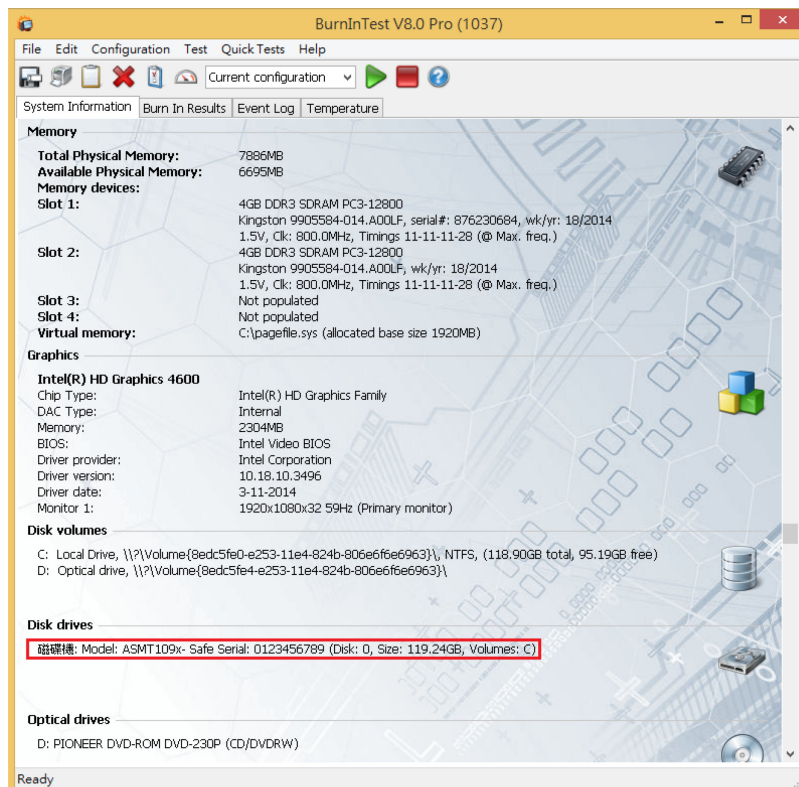 BurnInTest V8.0 Pro (1037)
File Edit Configuration Test Quick Tests Help
Current configuration
System Information Burn In Results Event Log Temperature
Memory
Total Physical Memory: 7886MB
Available Physical Memory: 6695MB
Memory devices:
Slot 1: 4GB DDR3 SDRAM PC3-12800
Kingston 9905584-014.A00LF, serial#: 876230684, wk/yr: 18/2014
1.5V, Clk: 800.0MHz, Timings 11-11-11-28 (@ Max. freq.)
Slot 2: 4GB DDR3 SDRAM PC3-12800
Kingston 9905584-014.A00LF, wk/yr: 18/2014
1.5V, Clk: 800.0MHz, Timings 11-11-11-28 (@ Max. freq.)
Slot 3: Not populated
Slot 4: Not populated
Virtual memory: C:\pagefile.sys (allocated base size 1920MB)
Graphics
Intel(R) HD Graphics 4600
Chip Type: Intel(R) HD Graphics Family
DAC Type: Internal
Memory: 2304MB
BIOS: Intel Video BIOS
Driver provider: Intel Corporation
Driver version: 10.18.10.3496
Driver date: 3-11-2014
Monitor 1: 1920x1080x32 59Hz (Primary monitor)
Disk volumes
C: Local Drive, \\?\Volume{8edc5fe0-e253-11e4-824b-806e6f6e6963}\, NTFS, (118.90GB total, 95.19GB free)
D: Optical drive, \\?\Volume{8edc5fe4-e253-11e4-824b-806e6f6e6963}\
Disk drives
磁碟機: Model: ASMT109x- Safe Serial: 0123456789 (Disk: 0, Size: 119.24GB, Volumes: C)
Optical drives
D: PIONEER DVD-ROM DVD-230P (CD/DVDRW)
Ready